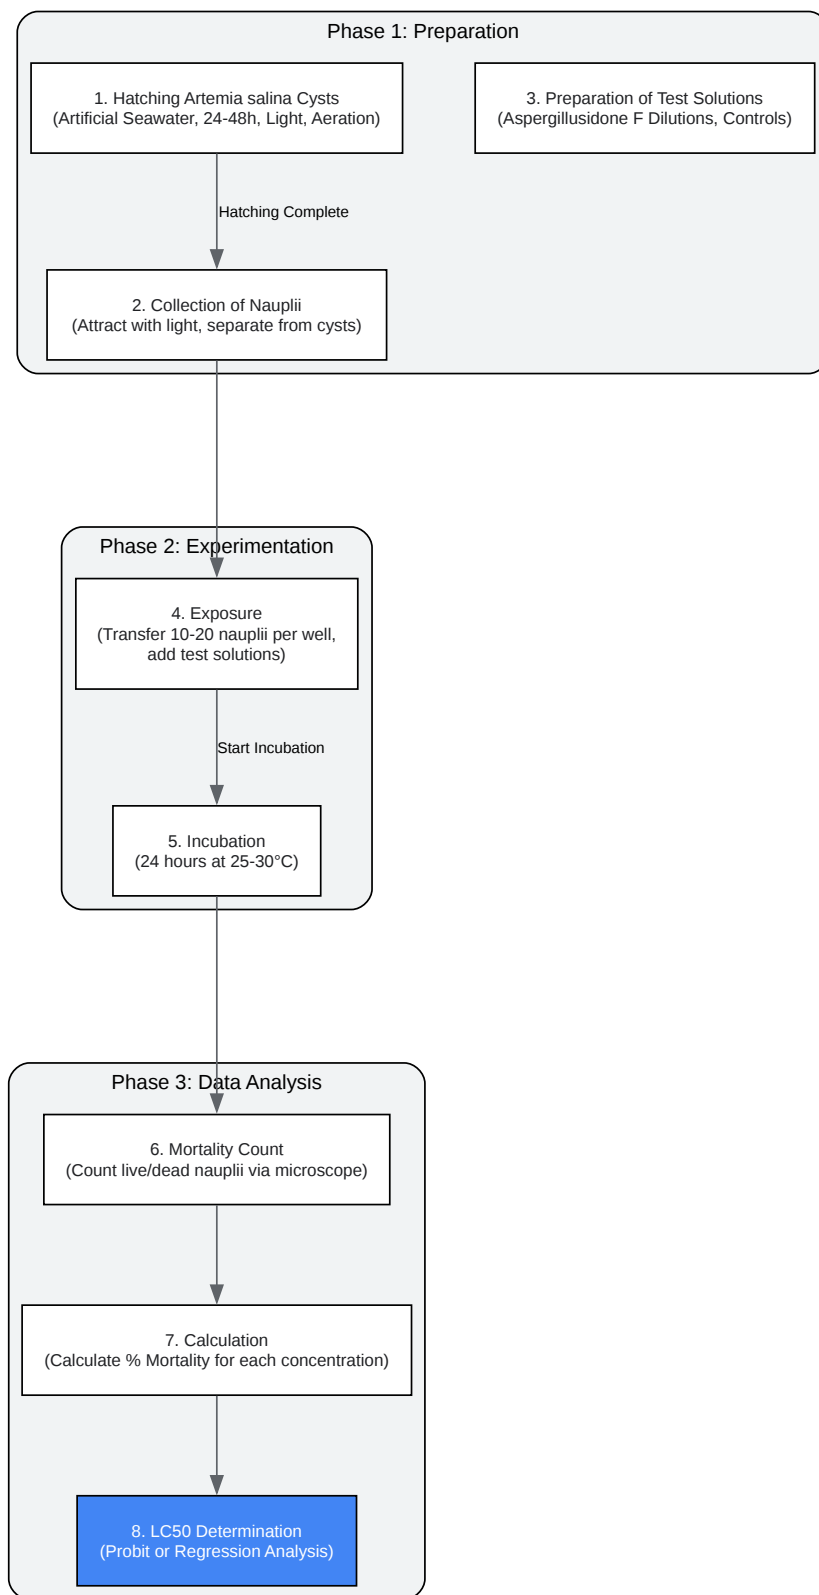 Phase 1: Preparation
1. Hatching Artemia salina Cysts
(Artificial Seawater, 24-48h, Light, Aeration)
3. Preparation of Test Solutions
(Aspergillusidone F Dilutions, Controls)
Hatching Complete
2. Collection of Nauplii
(Attract with light, separate from cysts)
Phase 2: Experimentation
4. Exposure
(Transfer 10-20 nauplii per well,
add test solutions)
Start Incubation
5. Incubation
(24 hours at 25-30°C)
Phase 3: Data Analysis
6. Mortality Count
(Count live/dead nauplii via microscope)
7. Calculation
(Calculate % Mortality for each concentration)
8. LC50 Determination
(Probit or Regression Analysis)